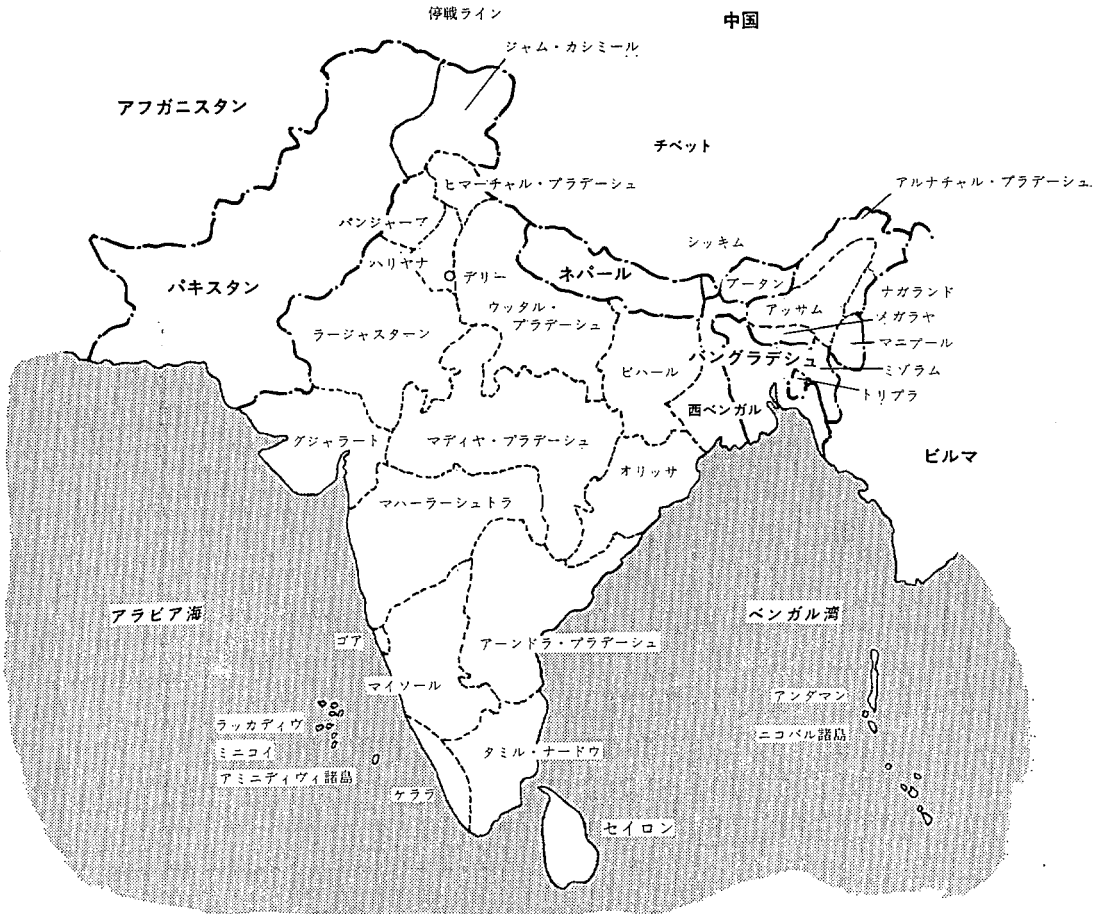 停戦ライン
中国
ジャム・カシミール
アフガニスタン
チベット
ヒマーチャル・プラデーシュ
アルナチャル・プラデーシュ
パンジャーブ
シッキム
ハリヤナ
デリー
ネパール
ブータン
パキスタン
ナガランド
ウッタル・
プラデーシュ
アッサム
メガラヤ
ラージャスターン
マニプール
バングラデシュ
ビハール
ミゾラム
トリプラ
西ベンガル
グジャラート
マディヤ・プラデーシュ
オリッサ
ビルマ
マハーラーシュトラ
アラビア海
ベンガル湾
ゴア
アーンドラ・プラデーシュ
マイソール
アンダマン
ラッカディヴ
ニコバル諸島
ミニコイ
タミル・ナードウ
アミニディヴィ諸島
ケララ
セイロン